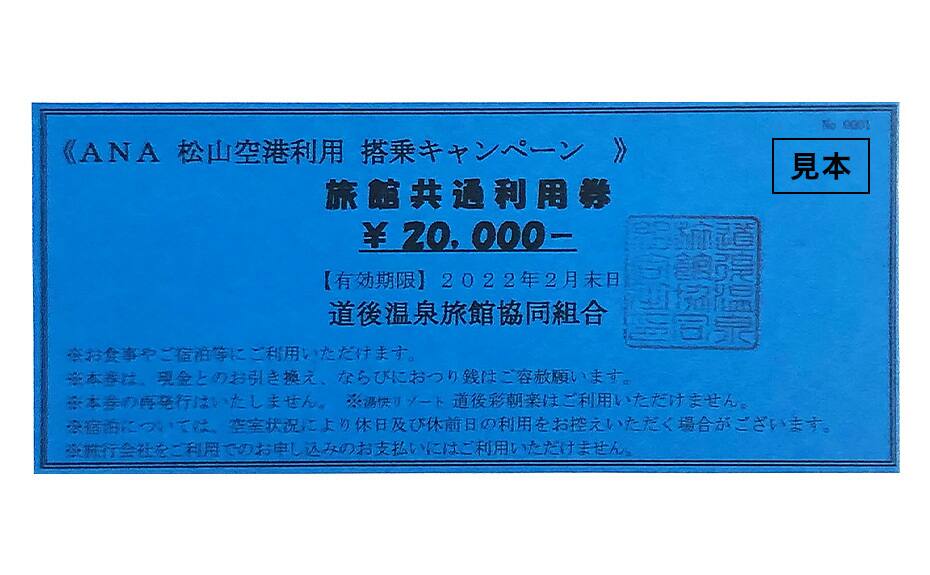 No 0001
《ANA 松山空港利用 搭乗キャンペーン 》
見本
旅館共通利用券
¥ 20,000−
【有効期限】2022年2月末日
道後温泉旅館協同組合
※お食事やご宿泊等にご利用いただけます。
※本券は、現金とのお引き換え、ならびにおつり銭はご容赦願います。
※本券の再発行はいたしません。 ※湯快リゾート 道後彩朝楽はご利用いただけません。
※宿泊については、空室状況により休日及び休前日の利用をお控えいただく場合がございます。
※旅行会社をご利用でのお申し込みのお支払いにはご利用いただけません。